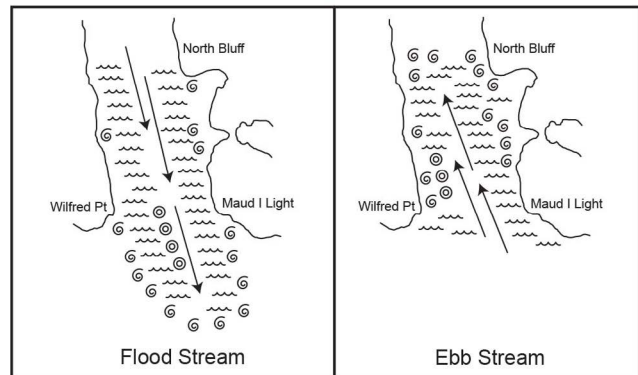 North Bluff
Wilfred Pt
Maud I Light
Flood Stream
North Bluff
Wilfred Pt
Maud I Light
Ebb Stream